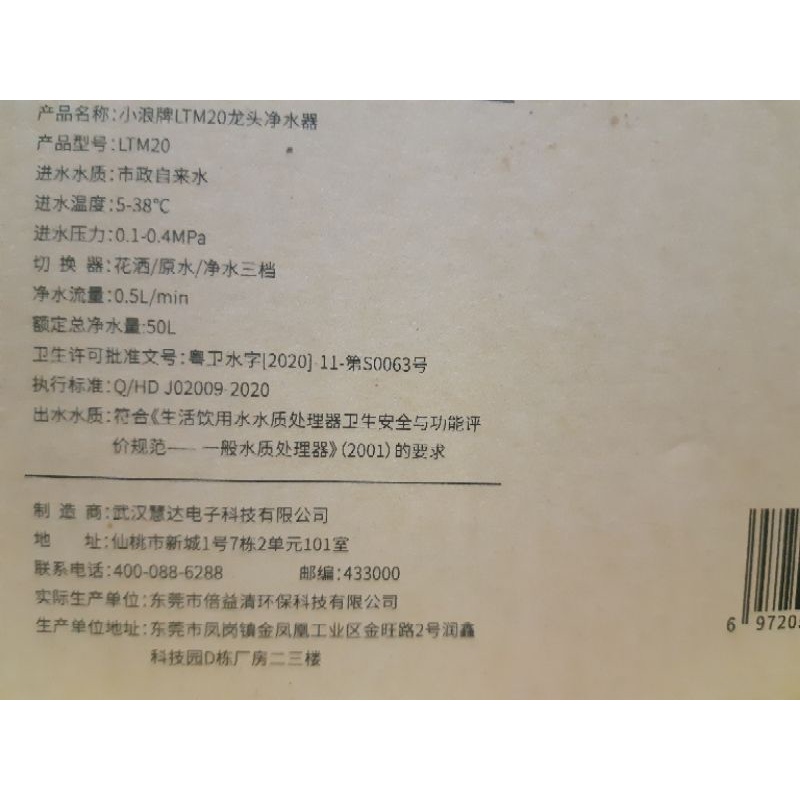 产品名称:小浪牌LTM20龙头净水器
产品型号:LTM20
进水水质:市政自来水
进水温度:5-38℃
进水压力:0.1-0.4MPa
切 换 器:花洒/原水/净水三档
净水流量:0.5L/min
额定总净水量:50L
卫生许可批准文号:粤卫水字[2020]-11-第S0063号
执行标准:Q/HD J02009-2020
出水水质:符合《生活饮用水水质处理器卫生安全与功能评
价规范—— 一般水质处理器》(2001)的要求
制 造 商:武汉慧达电子科技有限公司
地 址:仙桃市新城1号7栋2单元101室
联系电话:400-088-6288 邮编:433000
实际生产单位:东莞市倍益清环保科技有限公司
生产单位地址:东莞市凤岗镇金凤凰工业区金旺路2号润鑫
科技园D栋厂房二三楼
6 9720